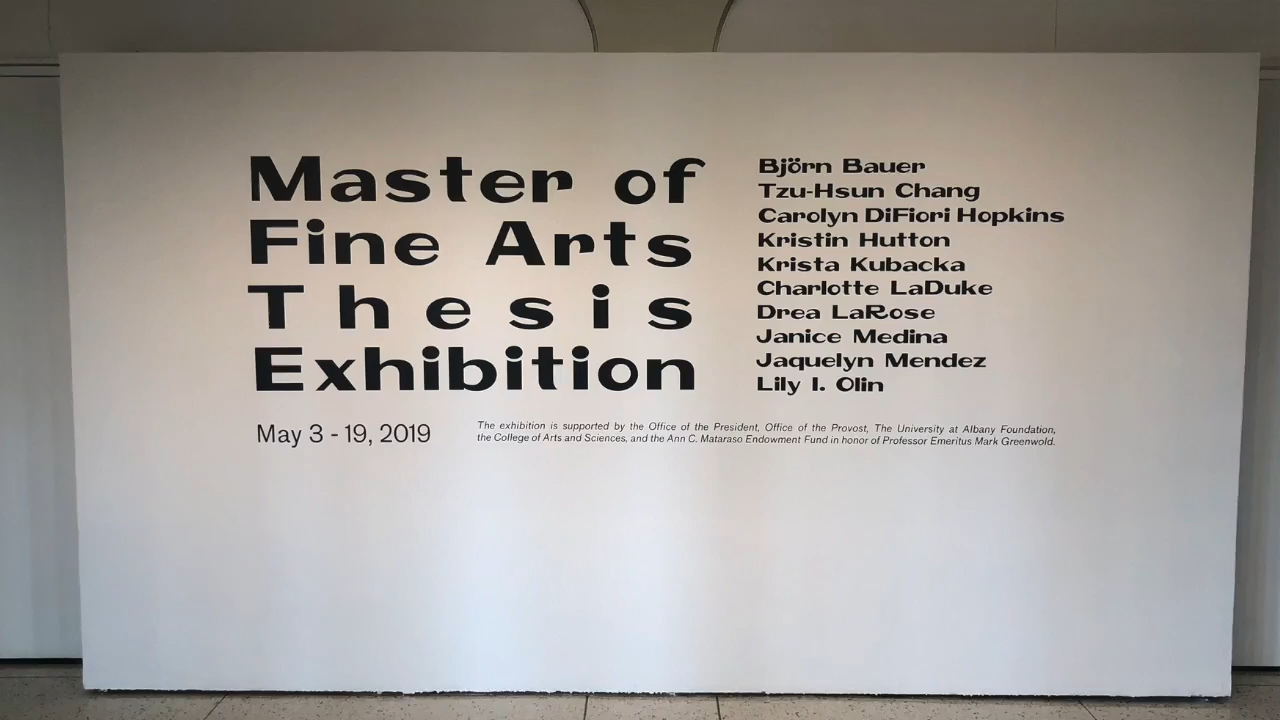 Master of
Fine Arts
Thesis
Exhibition
Björn Bauer
Tzu-Hsun Chang
Carolyn DiFiori Hopkins
Kristin Hutton
Krista Kubacka
Charlotte LaDuke
Drea LaRose
Janice Medina
Jaquelyn Mendez
Lily I. Olin
May 3 - 19, 2019
The exhibition is supported by the Office of the President, Office of the Provost, The University at Albany Foundation,
the College of Arts and Sciences, and the Ann C. Mataraso Endowment Fund in honor of Professor Emeritus Mark Greenwold.